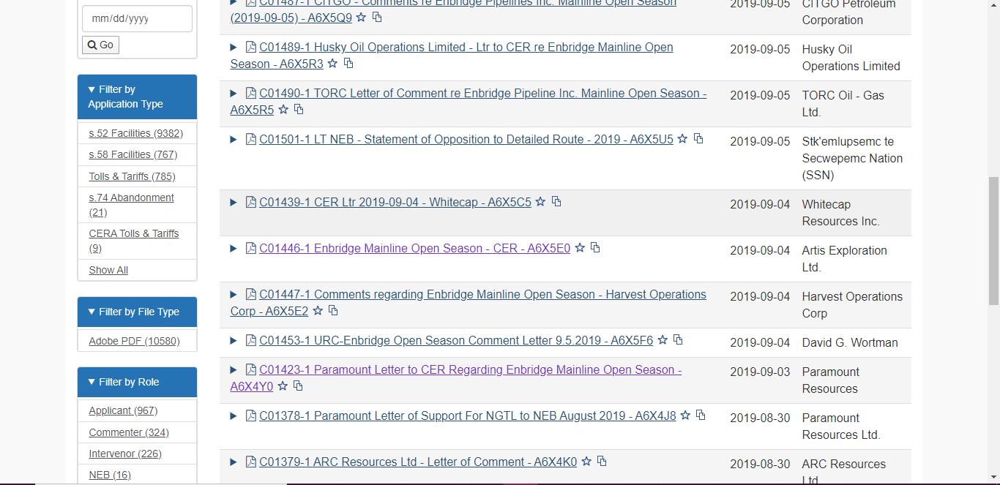 mm/dd/yyyy
Go
▼ Filter by
Application Type
s.52 Facilities (9382)
s.58 Facilities (767)
Tolls & Tariffs (785)
s.74 Abandonment
(21)
CERA Tolls & Tariffs
(9)
Show All
▼ Filter by File Type
Adobe PDF (10580)
▼ Filter by Role
Applicant (967)
Commenter (324)
Intervenor (226)
NEB (16)
C01487-1 CITGO - Comments re Enbridge Pipelines Inc. Mainline Open Season
(2019-09-05) - A6X5Q9
2019-09-05
CITGO Petroleum
Corporation
C01489-1 Husky Oil Operations Limited - Ltr to CER re Enbridge Mainline Open
Season - A6X5R3
2019-09-05
Husky Oil
Operations Limited
C01490-1 TORC Letter of Comment re Enbridge Pipeline Inc. Mainline Open Season -
A6X5R5
2019-09-05
TORC Oil - Gas
Ltd.
C01501-1 LT NEB - Statement of Opposition to Detailed Route - 2019 - A6X5U5
2019-09-05
Stk'emlupsemc te
Secwepemc Nation
(SSN)
C01439-1 CER Ltr 2019-09-04 - Whitecap - A6X5C5
2019-09-04
Whitecap
Resources Inc.
C01446-1 Enbridge Mainline Open Season - CER - A6X5E0
2019-09-04
Artis Exploration
Ltd.
C01447-1 Comments regarding Enbridge Mainline Open Season - Harvest Operations
Corp - A6X5E2
2019-09-04
Harvest Operations
Corp
C01453-1 URC-Enbridge Open Season Comment Letter 9.5.2019 - A6X5F6
2019-09-04
David G. Wortman
C01423-1 Paramount Letter to CER Regarding Enbridge Mainline Open Season -
A6X4Y0
2019-09-03
Paramount
Resources
C01378-1 Paramount Letter of Support For NGTL to NEB August 2019 - A6X4J8
2019-08-30
Paramount
Resources Ltd.
C01379-1 ARC Resources Ltd - Letter of Comment - A6X4K0
2019-08-30
ARC Resources
Ltd